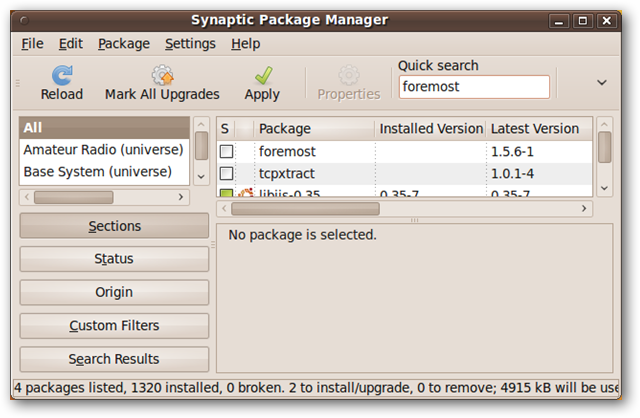 Synaptic Package Manager
File Edit Package Settings Help
Quick search
Reload Mark All Upgrades Apply Properties foremost
All
Amateur Radio (universe)
Base System (universe)
S Package Installed Version Latest Version
foremost 1.5.6-1
tcpxtract 1.0.1-4
libijs-0.35 0.35-7 0.35-7
Sections
Status
Origin
Custom Filters
Search Results
No package is selected.
4 packages listed, 1320 installed, 0 broken. 2 to install/upgrade, 0 to remove; 4915 kB will be use